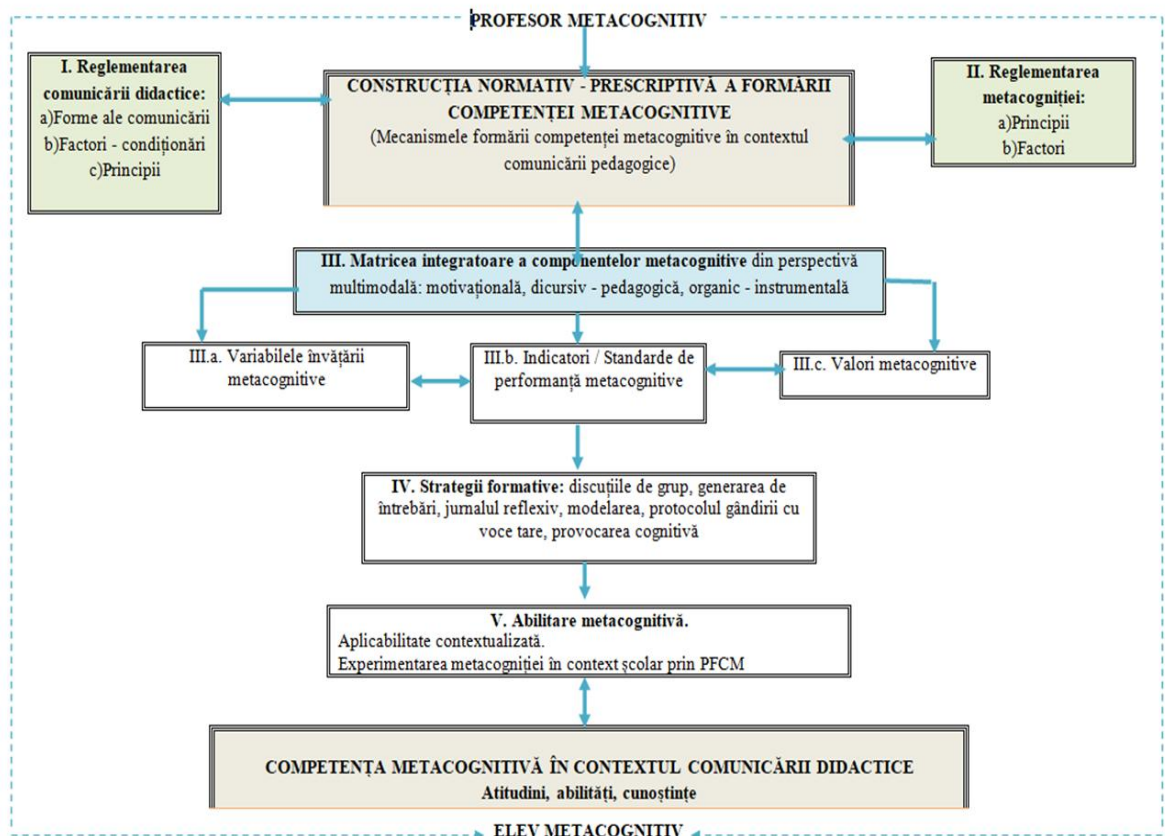 PROFESOR METACOGNITIV
I. Reglementarea
comunicării didactice:
a)Forme ale comunicării
b)Factori - condiționări
c)Principii
CONSTRUCȚIA NORMATIV - PRESCRIPTIVĂ A FORMĂRII
COMPETENȚEI METACOGNITIVE
(Mecanismele formării competenței metacognitive în contextul
comunicării pedagogice)
II. Reglementarea
metacogniției:
a)Principii
b)Factori
III. Matricea integratoare a componentelor metacognitive din perspectivă
multimodală: motivațională, dicursiv - pedagogică, organic - instrumentală
III.a. Variabilele învățării
metacognitive
III.b. Indicatori / Standarde de
performanță metacognitive
III.c. Valori metacognitive
IV. Strategii formative: discuțiile de grup, generarea de
întrebări, jurnalul reflexiv, modelarea, protocolul gândirii cu
voce tare, provocarea cognitivă
V. Abilitare metacognitivă.
Aplicabilitate contextualizată.
Experimentarea metacogniției în context școlar prin PFCM
COMPETENȚA METACOGNITIVĂ ÎN CONTEXTUL COMUNICĂRII DIDACTICE
Atitudini, abilități, cunoștințe
ELEV METACOGNITIV